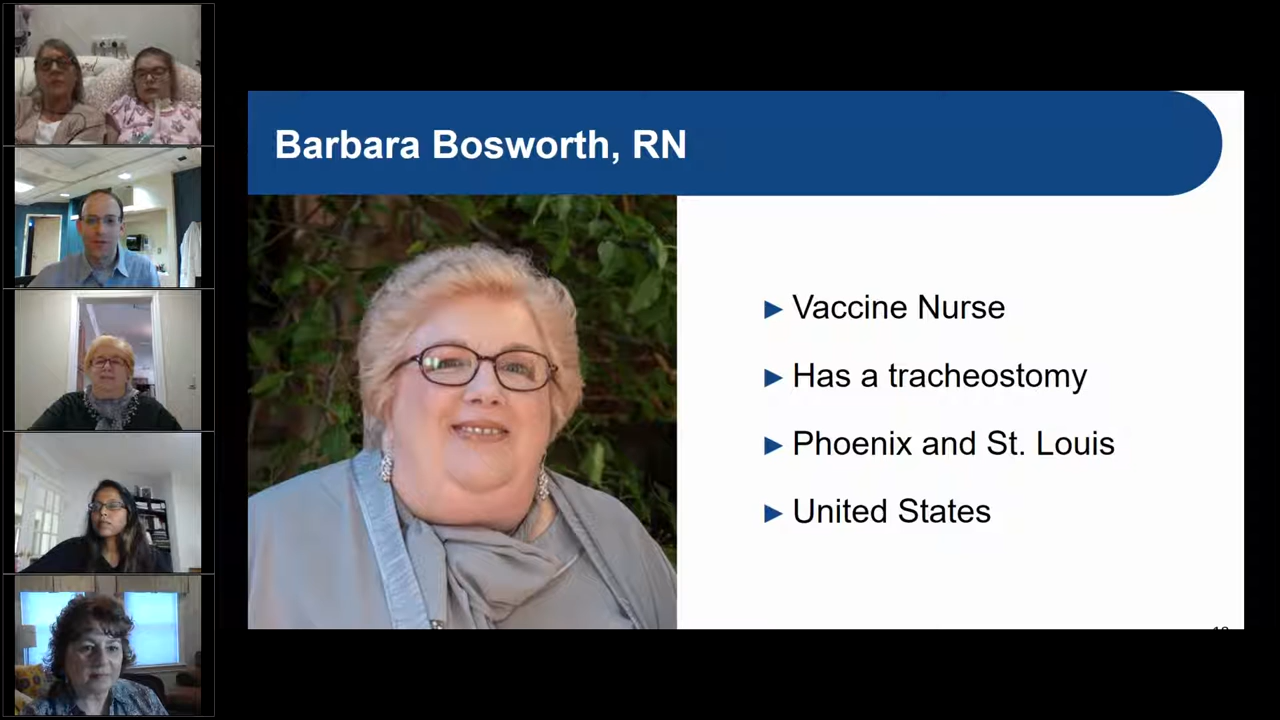 Barbara Bosworth, RN
Vaccine Nurse
Has a tracheostomy
Phoenix and St. Louis
United States